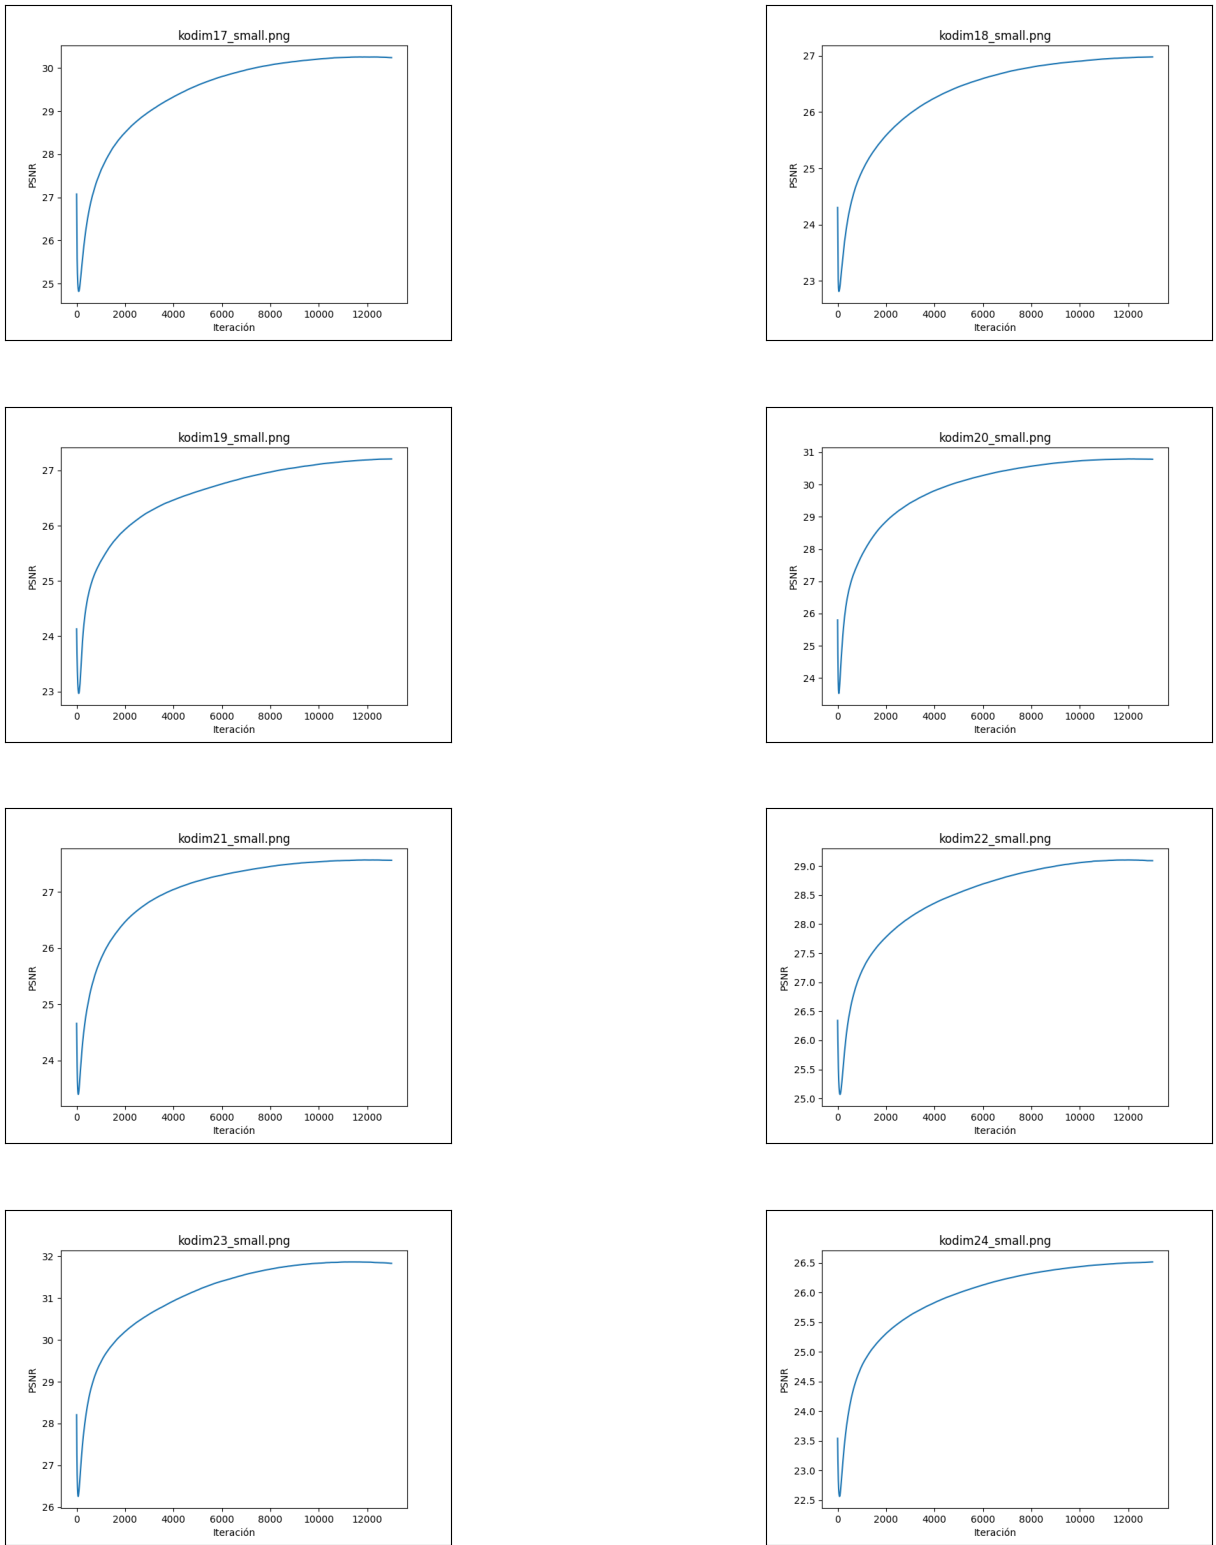 kodim17_small.png
30
29
28
27
26
25
PSNR
0 2000 4000 6000 8000 10000 12000
Iteración
kodim18_small.png
27
26
25
24
23
PSNR
0 2000 4000 6000 8000 10000 12000
Iteración
kodim19_small.png
27
26
25
24
23
PSNR
0 2000 4000 6000 8000 10000 12000
Iteración
kodim20_small.png
31
30
29
28
27
26
25
24
PSNR
0 2000 4000 6000 8000 10000 12000
Iteración
kodim21_small.png
27
26
25
24
PSNR
0 2000 4000 6000 8000 10000 12000
Iteración
kodim22_small.png
29.0
28.5
28.0
27.5
27.0
26.5
26.0
25.5
25.0
PSNR
0 2000 4000 6000 8000 10000 12000
Iteración
kodim23_small.png
32
31
30
29
28
27
26
PSNR
0 2000 4000 6000 8000 10000 12000
Iteración
kodim24_small.png
26.5
26.0
25.5
25.0
24.5
24.0
23.5
23.0
22.5
PSNR
0 2000 4000 6000 8000 10000 12000
Iteración